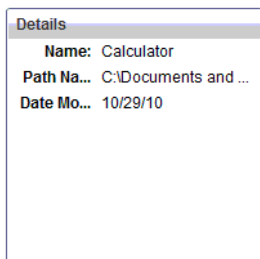 Details
Name: Calculator
Path Na... C:\Documents and ...
Date Mo... 10/29/10